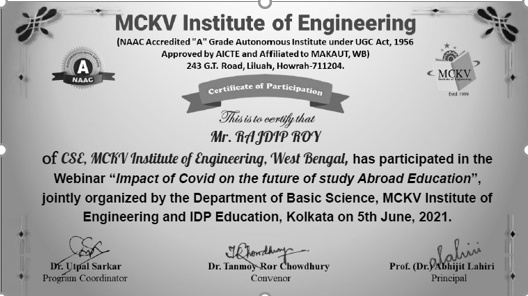 MCKV Institute of Engineering
(NAAC Accredited "A" Grade Autonomous Institute under UGC Act, 1956
Approved by AICTE and Affiliated to MAKAUT, WB)
243 G.T. Road, Liluah, Howrah-711204.
A
NAAC
MCKV
Estd. 1999
Certificate of Participation
This is to certify that
Mr. RAJDIP ROY
of CSE, MCKV Institute of Engineering, West Bengal, has participated in the
Webinar “Impact of Covid on the future of study Abroad Education”,
jointly organized by the Department of Basic Science, MCKV Institute of
Engineering and IDP Education, Kolkata on 5th June, 2021.
Dr. Utpal Sarkar
Program Coordinator
TRChowdhury
Dr. Tanmoy Ror Chowdhury
Convenor
Prof. (Dr.) Abhijit Lahiri
Principal